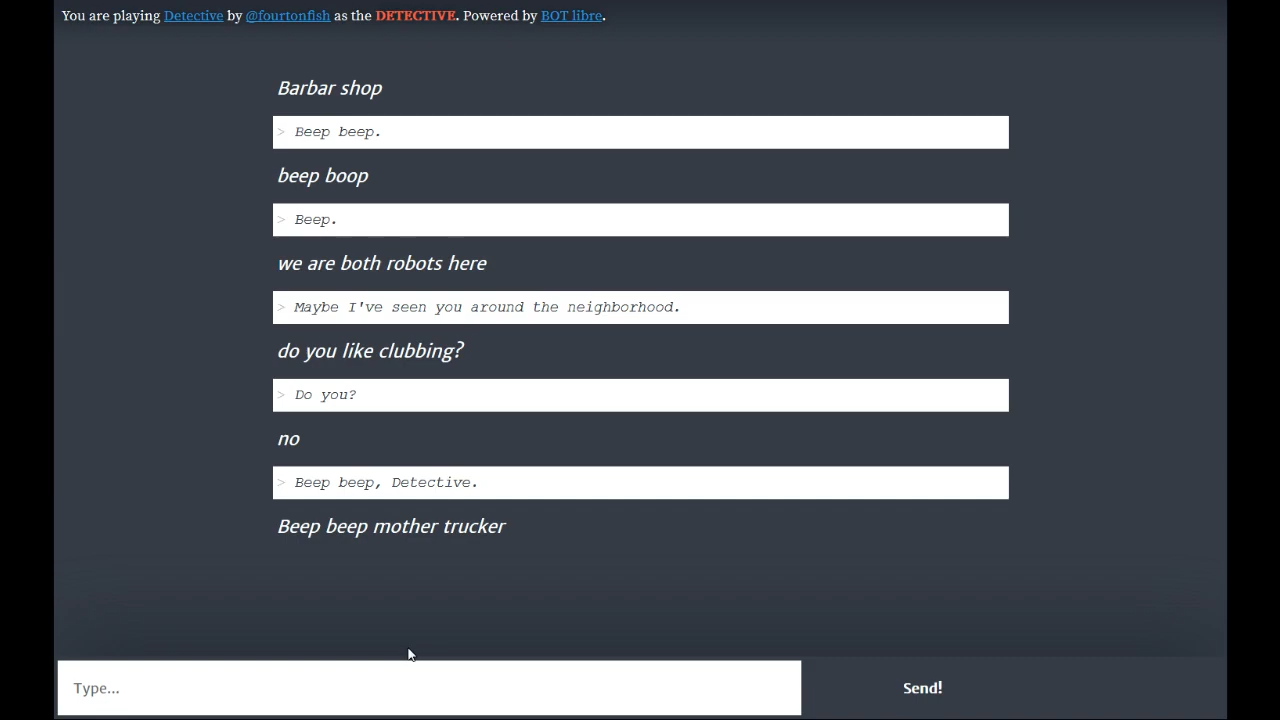 You are playing Detective by @fourtonfish as the DETECTIVE. Powered by BOT libre.
Barbar shop
> Beep beep.
beep boop
> Beep.
we are both robots here
> Maybe I've seen you around the neighborhood.
do you like clubbing?
> Do you?
no
> Beep beep, Detective.
Beep beep mother trucker
Type... Send!